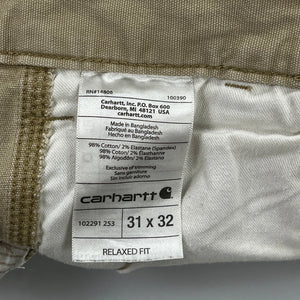 RN#14806
100390
Carhartt, Inc. P.O. Box 600
Dearborn, MI 48121 USA
carhartt.com
Made in Bangladesh
Fabriqué au Bangladesh
Hecho en Bangladesh
98% Cotton/ 2% Elastane (Spandex)
98% Coton/ 2% Élastanne
98% Algodón/ 2% Elastano
Exclusive of trimming
Sans garniture
Sin incluir adorno
carhartt
102291 253
31 x 32
RELAXED FIT